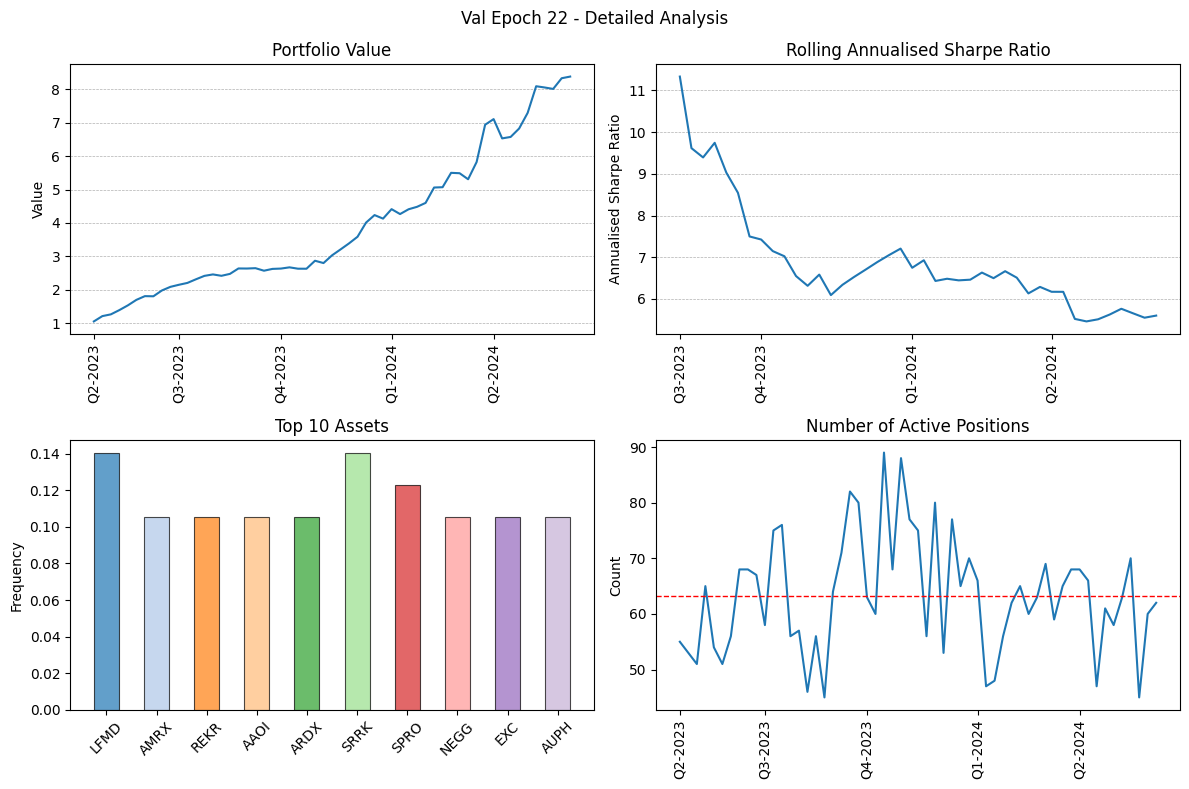 Val Epoch 22 - Detailed Analysis
Portfolio Value
Value
8
7
6
5
4
3
2
1
Q2-2023
Q3-2023
Q4-2023
Q1-2024
Q2-2024
Rolling Annualised Sharpe Ratio
Annualised Sharpe Ratio
11
10
9
8
7
6
Q3-2023
Q4-2023
Q1-2024
Q2-2024
Top 10 Assets
Frequency
0.14
0.12
0.10
0.08
0.06
0.04
0.02
0.00
LFMD
AMRX
REKR
AAOI
ARDX
SRRK
SPRO
NEGG
EXC
AUPH
Number of Active Positions
Count
90
80
70
60
50
Q2-2023
Q3-2023
Q4-2023
Q1-2024
Q2-2024